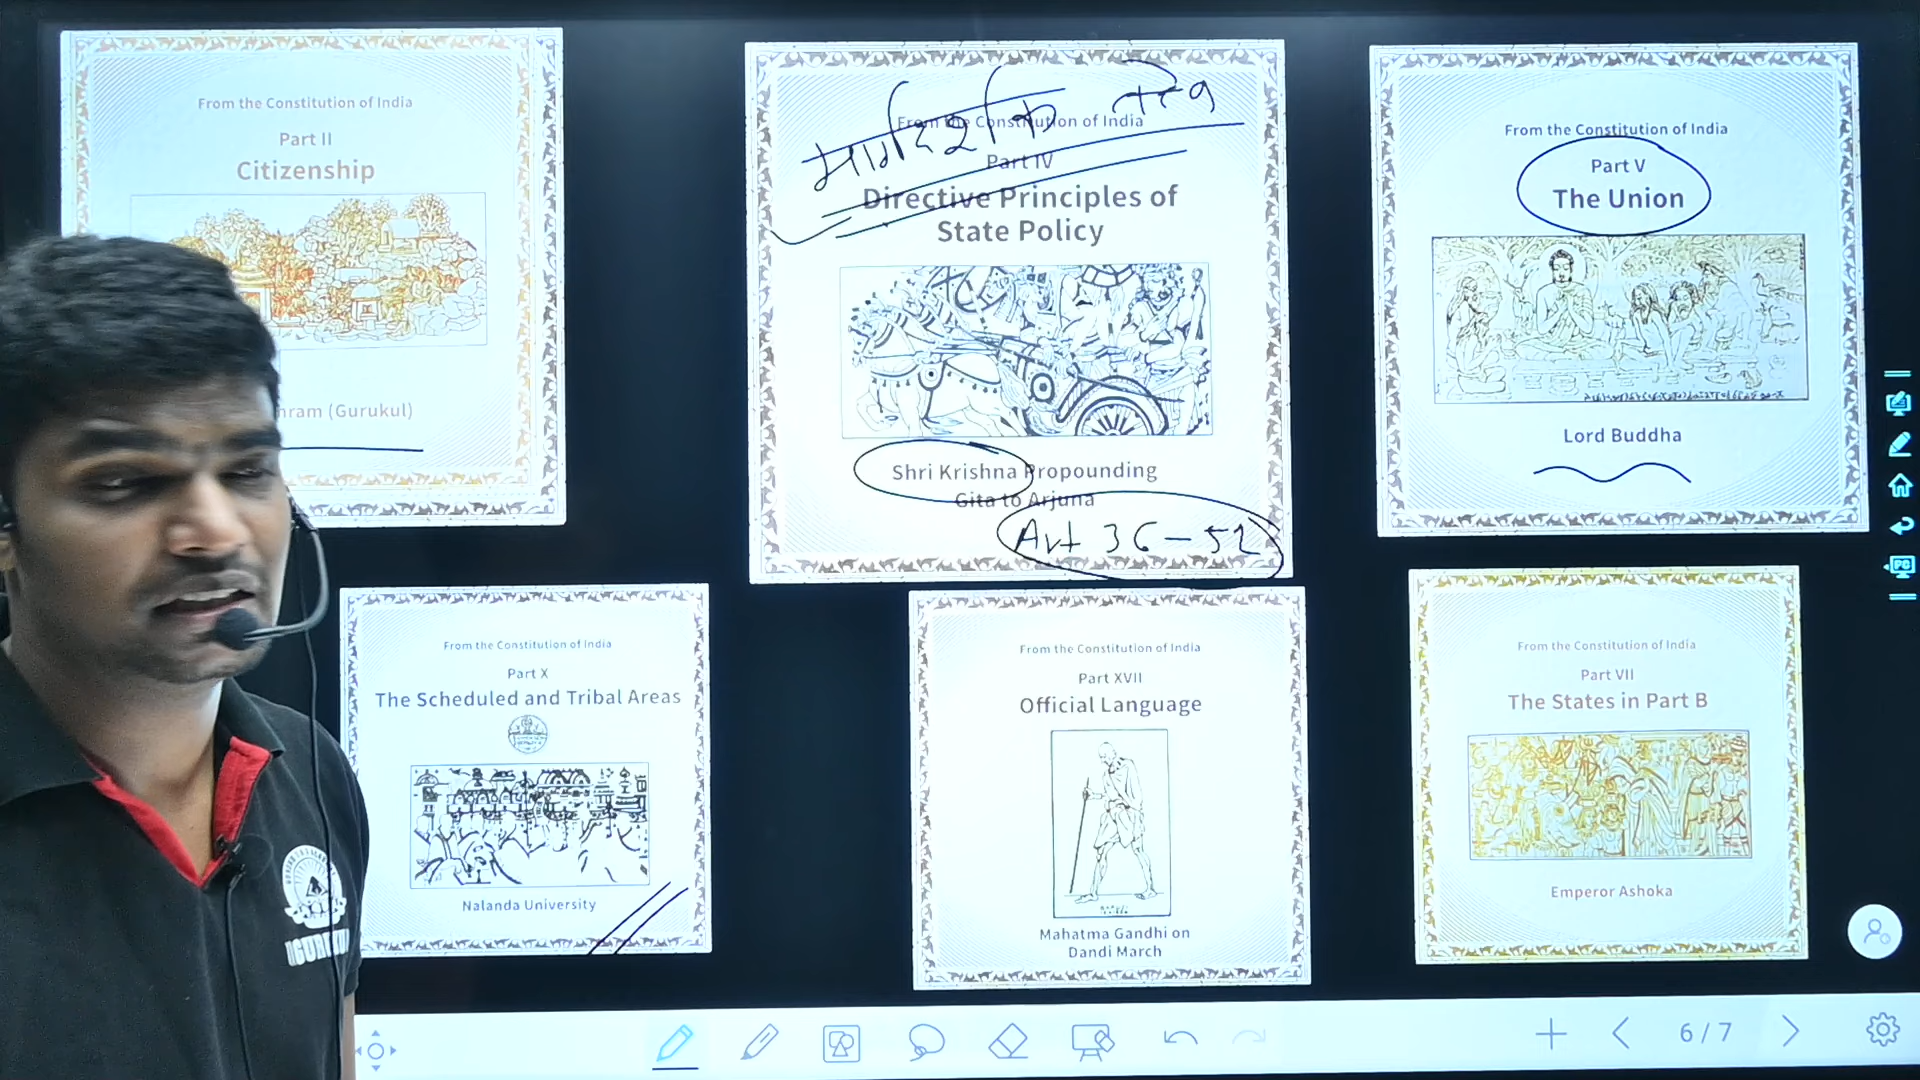 From the Constitution of India
Part II
Citizenship
hram (Gurukul)
From the Constitution of India
Part IV
Directive Principles of
State Policy
Shri Krishna Propounding
Gita to Arjuna
Art 36-52
From the Constitution of India
Part V
The Union
Lord Buddha
From the Constitution of India
Part X
The Scheduled and Tribal Areas
Nalanda University
From the Constitution of India
Part XVII
Official Language
Mahatma Gandhi on
Dandi March
From the Constitution of India
Part VII
The States in Part B
Emperor Ashoka
6/7
PC